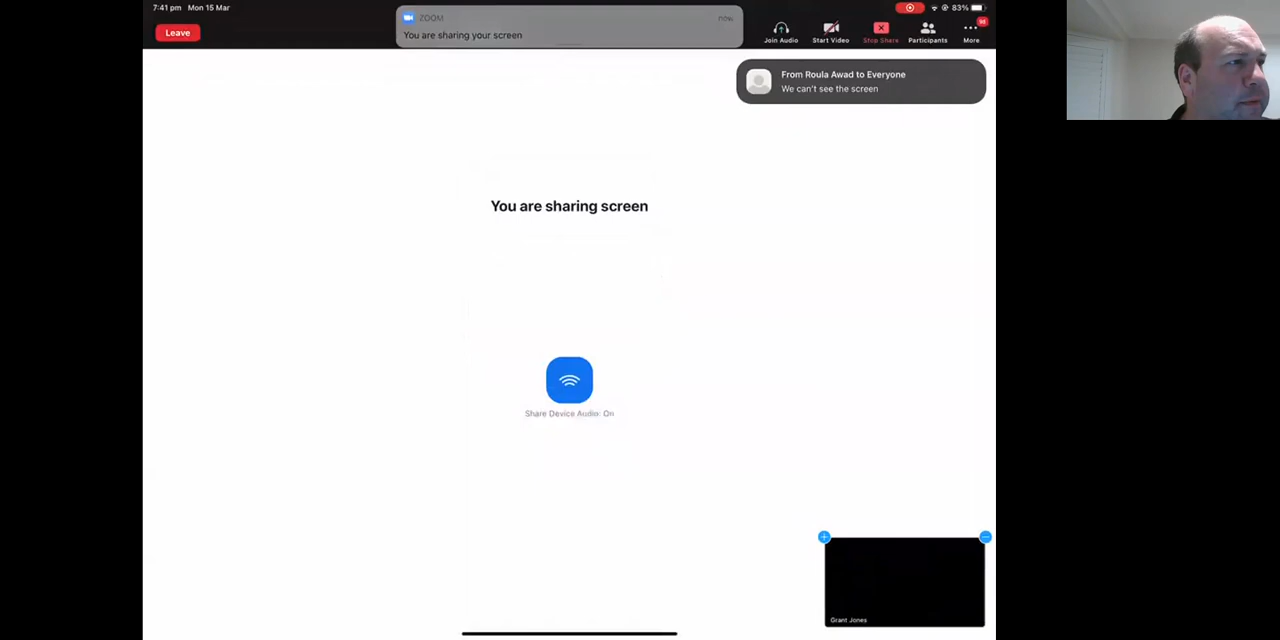 7:41 pm Mon 15 Mar
83%
Leave
ZOOM
now
You are sharing your screen
Join Audio
Start Video
Stop Share
Participants
More
98
From Roula Awad to Everyone
We can't see the screen
You are sharing screen
Share Device Audio: On
Grant Jones